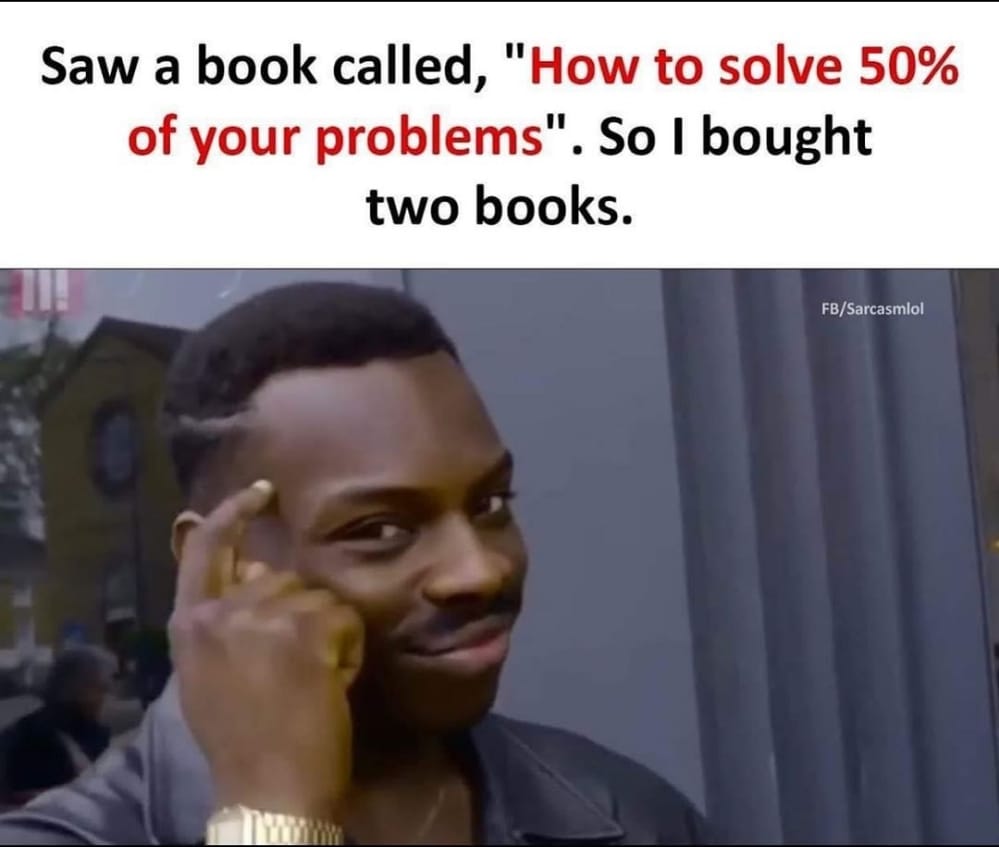 Saw a book called, "How to solve 50%
of your problems". So I bought
two books.
FB/Sarcasmlol